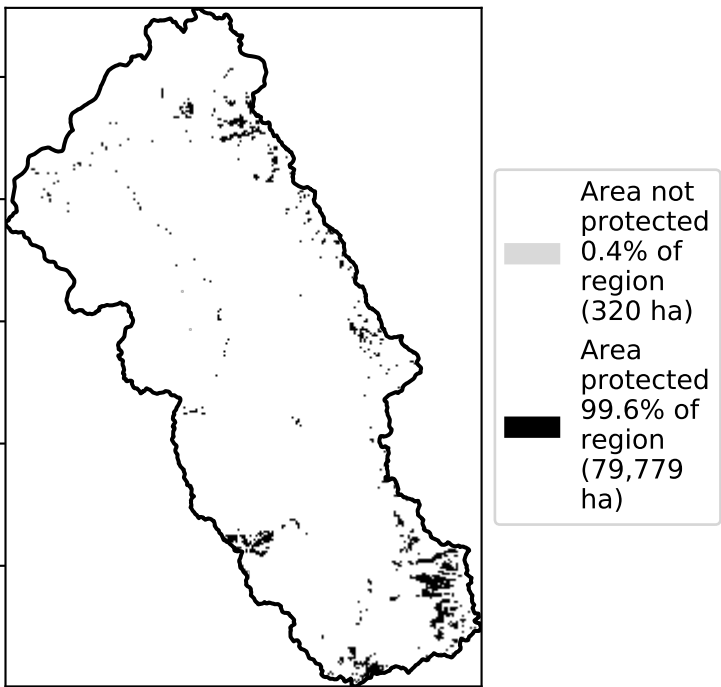 Area not
protected
0.4% of
region
(320 ha)
Area
protected
99.6% of
region
(79,779
ha)